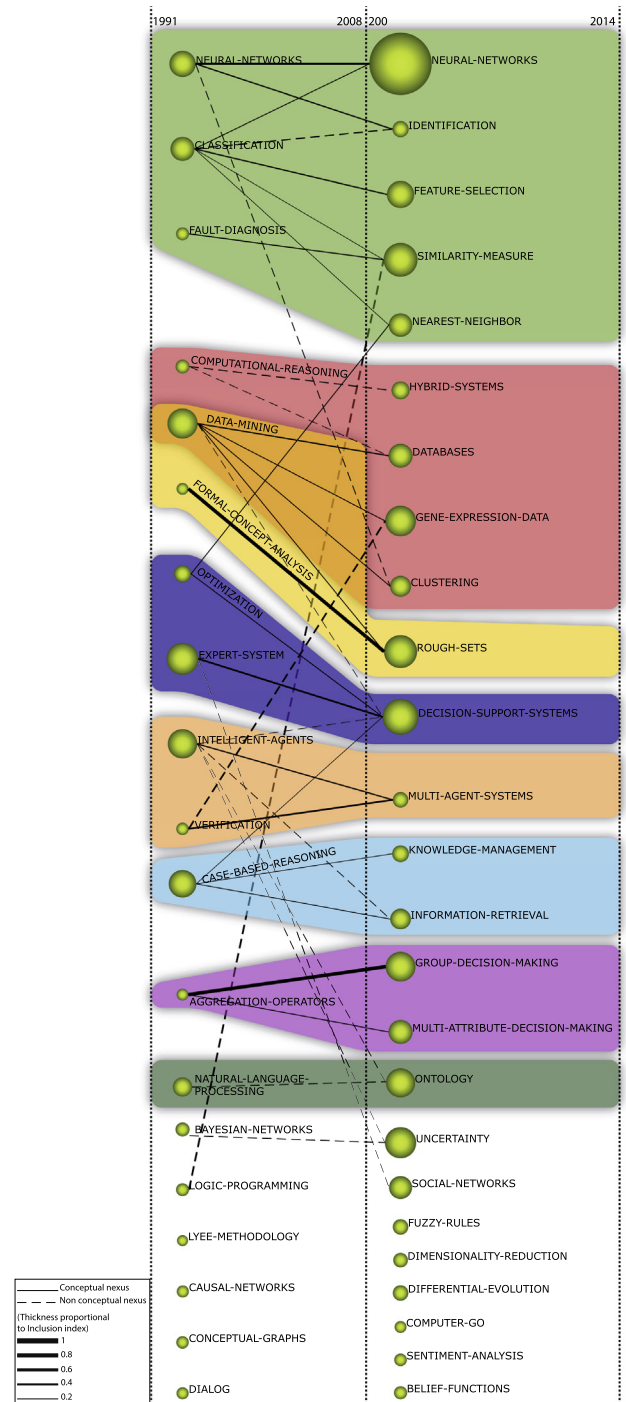 1991
2008
200
2014
NEURAL-NETWORKS
NEURAL-NETWORKS
IDENTIFICATION
CLASSIFICATION
FEATURE-SELECTION
FAULT-DIAGNOSIS
SIMILARITY-MEASURE
NEAREST-NEIGHBOR
COMPUTATIONAL-REASONING
HYBRID-SYSTEMS
DATA-MINING
DATABASES
FORMAL-CONCEPT-ANALYSIS
GENE-EXPRESSION-DATA
OPTIMIZATION
CLUSTERING
EXPERT-SYSTEM
ROUGH-SETS
DECISION-SUPPORT-SYSTEMS
INTELLIGENT-AGENTS
MULTI-AGENT-SYSTEMS
VERIFICATION
CASE-BASED-REASONING
KNOWLEDGE-MANAGEMENT
INFORMATION-RETRIEVAL
GROUP-DECISION-MAKING
AGGREGATION-OPERATORS
MULTI-ATTRIBUTE-DECISION-MAKING
NATURAL-LANGUAGE-
PROCESSING
ONTOLOGY
BAYESIAN-NETWORKS
UNCERTAINTY
LOGIC-PROGRAMMING
SOCIAL-NETWORKS
FUZZY-RULES
LYEE-METHODOLOGY
DIMENSIONALITY-REDUCTION
CAUSAL-NETWORKS
DIFFERENTIAL-EVOLUTION
COMPUTER-GO
CONCEPTUAL-GRAPHS
SENTIMENT-ANALYSIS
DIALOG
BELIEF-FUNCTIONS
Conceptual nexus
Non conceptual nexus
(Thickness proportional
to Inclusion index)
1
0.8
0.6
0.4
0.2